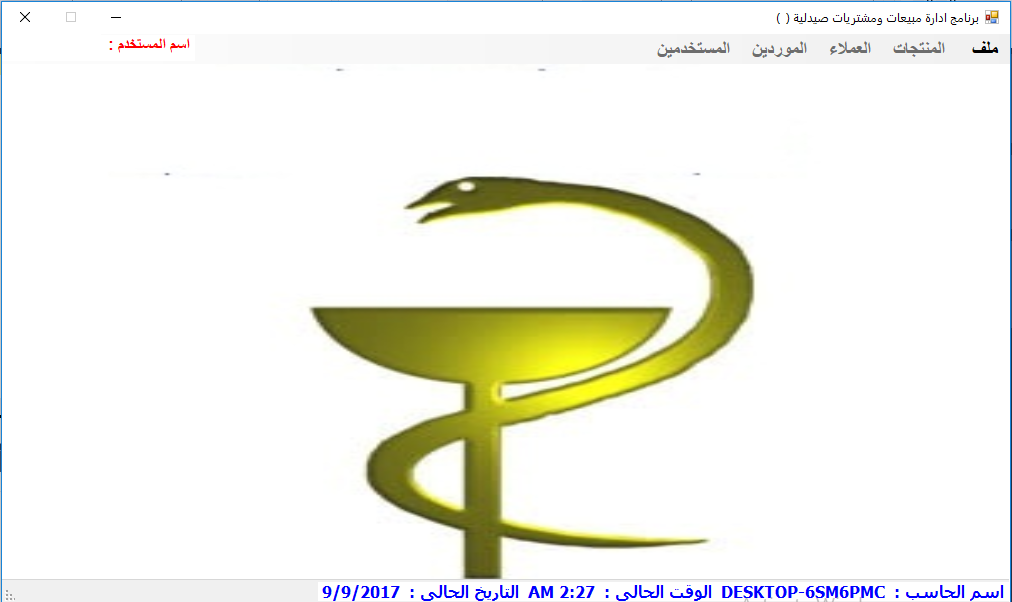 برنامج ادارة مبيعات ومشتريات صيدلية ( )
ملف المنتجات العملاء الموردين المستخدمين
اسم المستخدم :
اسم الحاسب : DESKTOP-6SM6PMC الوقت الحالى : 2:27 AM التاريخ الحالى : 9/9/2017